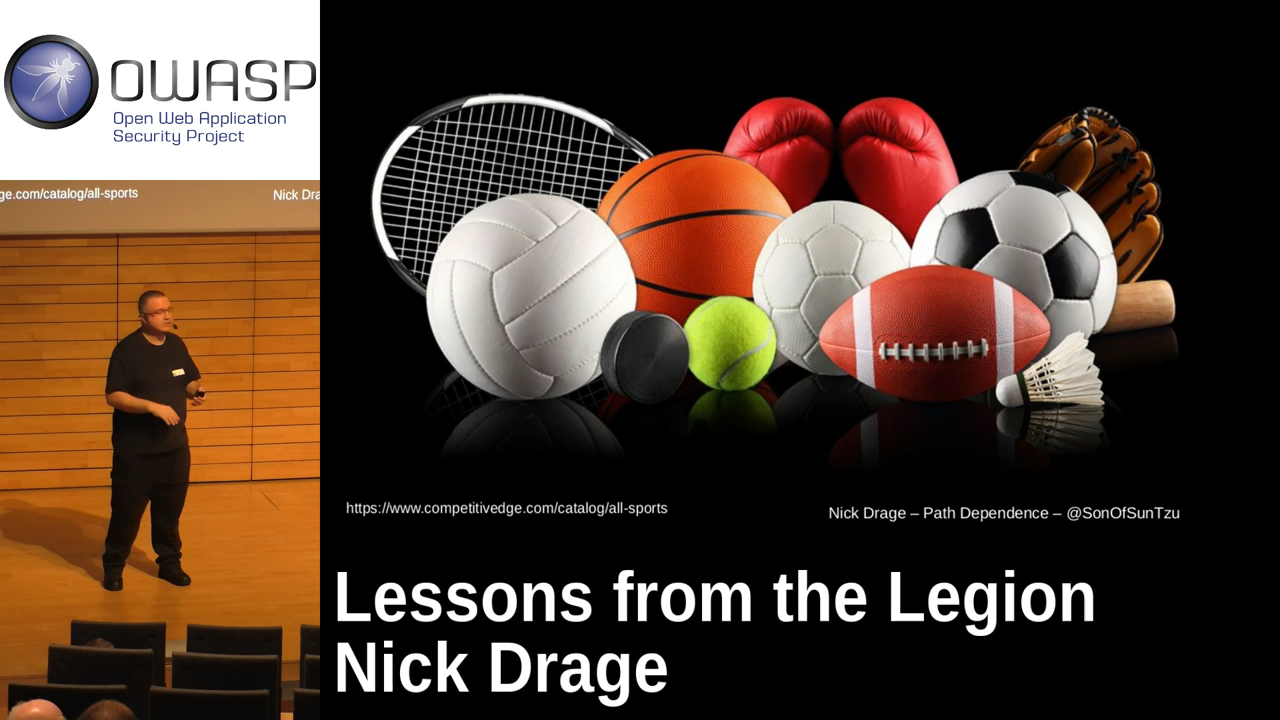 OWASP
Open Web Application
Security Project
ge.com/catalog/all-sports
Nick Dra
https://www.competitivedge.com/catalog/all-sports
Nick Drage – Path Dependence – @SonOfSunTzu
Lessons from the Legion
Nick Drage